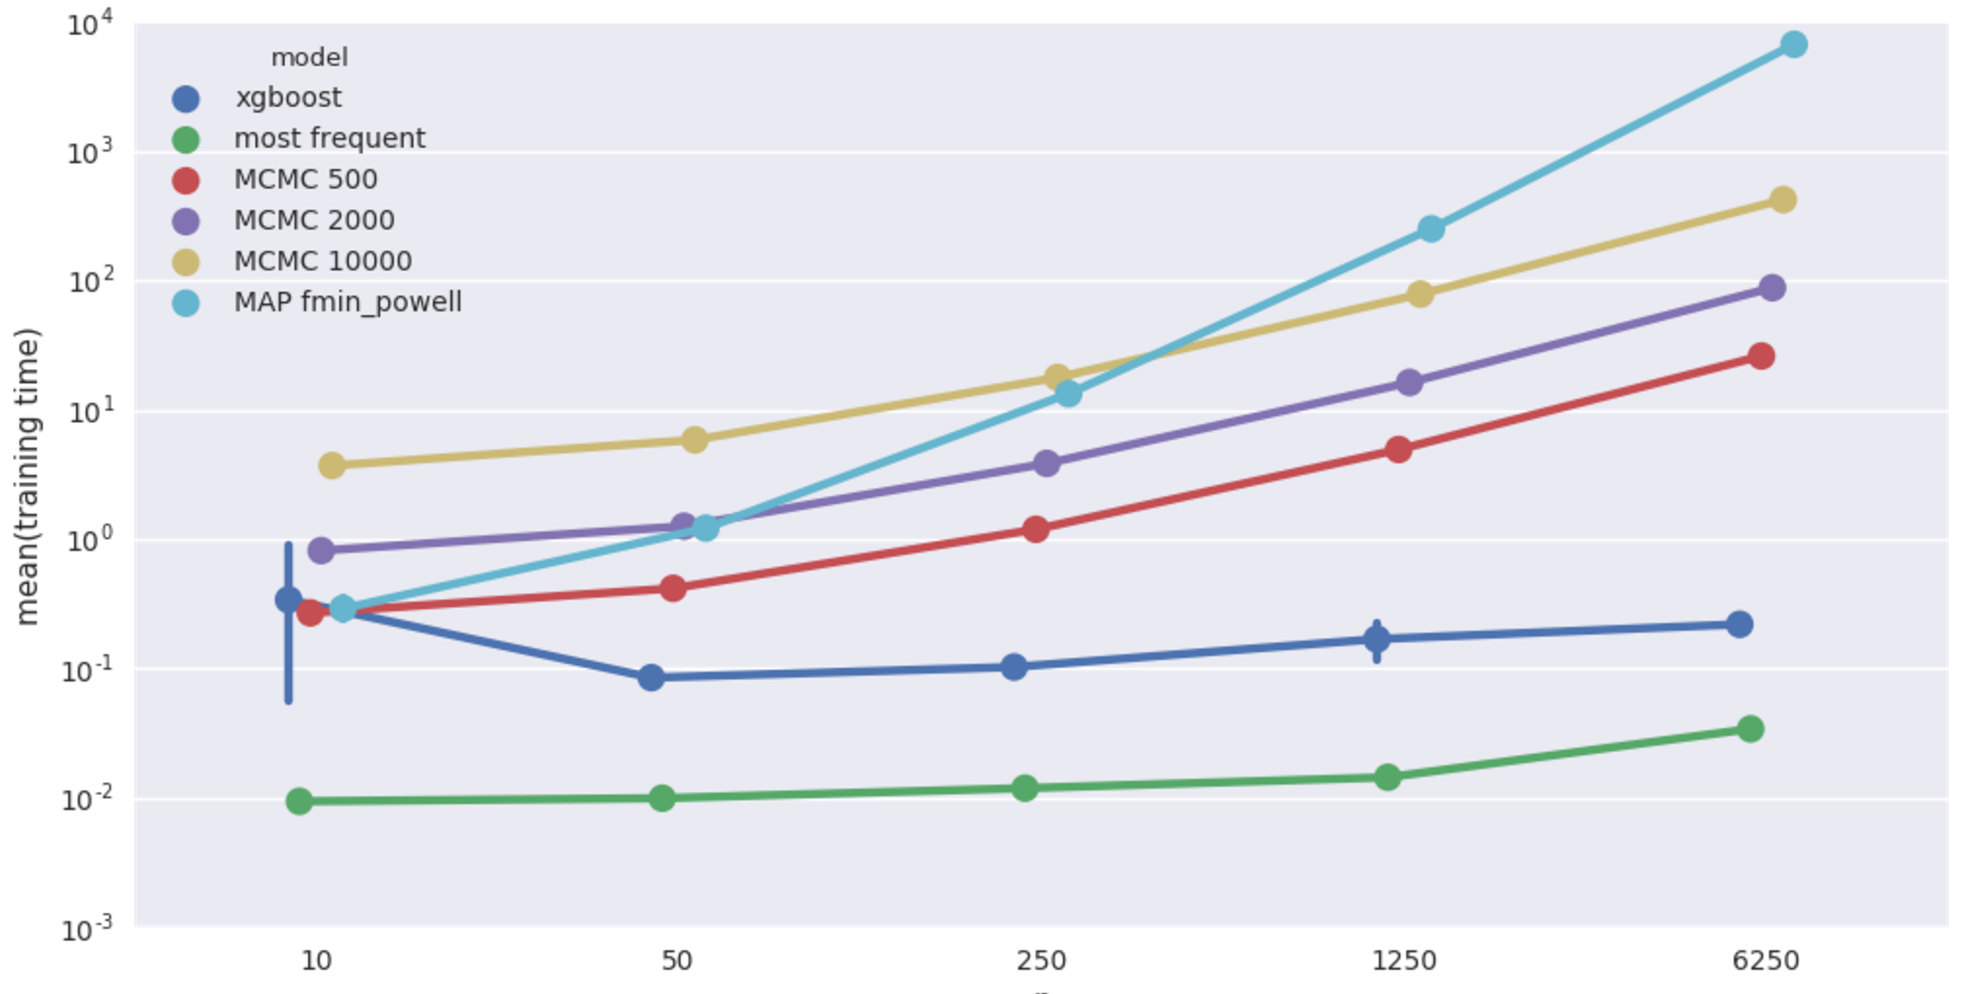 10^4
10^3
10^2
10^1
10^0
10^-1
10^-2
10^-3
mean(training time)
model
xgboost
most frequent
MCMC 500
MCMC 2000
MCMC 10000
MAP fmin_powell
10 50 250 1250 6250